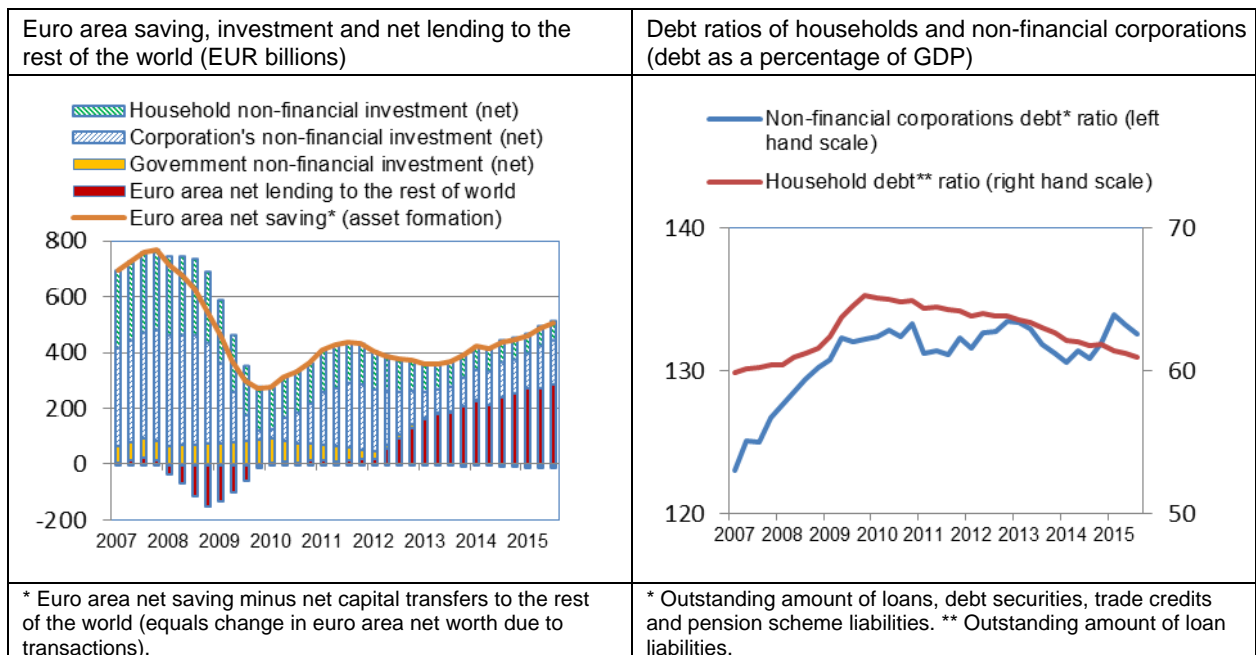 Euro area saving, investment and net lending to the
rest of the world (EUR billions)
Household non-financial investment (net)
Corporation's non-financial investment (net)
Government non-financial investment (net)
Euro area net lending to the rest of world
Euro area net saving* (asset formation)
800
600
400
200
0
-200
2007 2008 2009 2010 2011 2012 2013 2014 2015
* Euro area net saving minus net capital transfers to the rest
of the world (equals change in euro area net worth due to
transactions).
Debt ratios of households and non-financial corporations
(debt as a percentage of GDP)
Non-financial corporations debt* ratio (left
hand scale)
Household debt** ratio (right hand scale)
140
130
120
70
60
50
2007 2008 2009 2010 2011 2012 2013 2014 2015
* Outstanding amount of loans, debt securities, trade credits
and pension scheme liabilities. ** Outstanding amount of loan
liabilities.